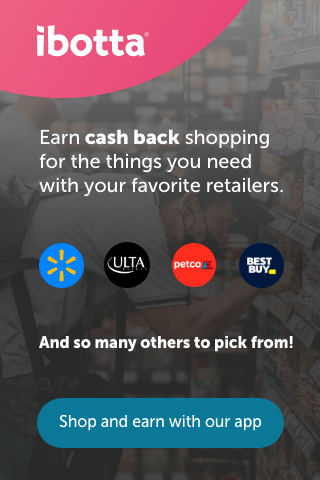 ibotta
Earn cash back shopping
for the things you need
with your favorite retailers.
ULTA
petco
BEST
BUY
And so many others to pick from!
Shop and earn with our app